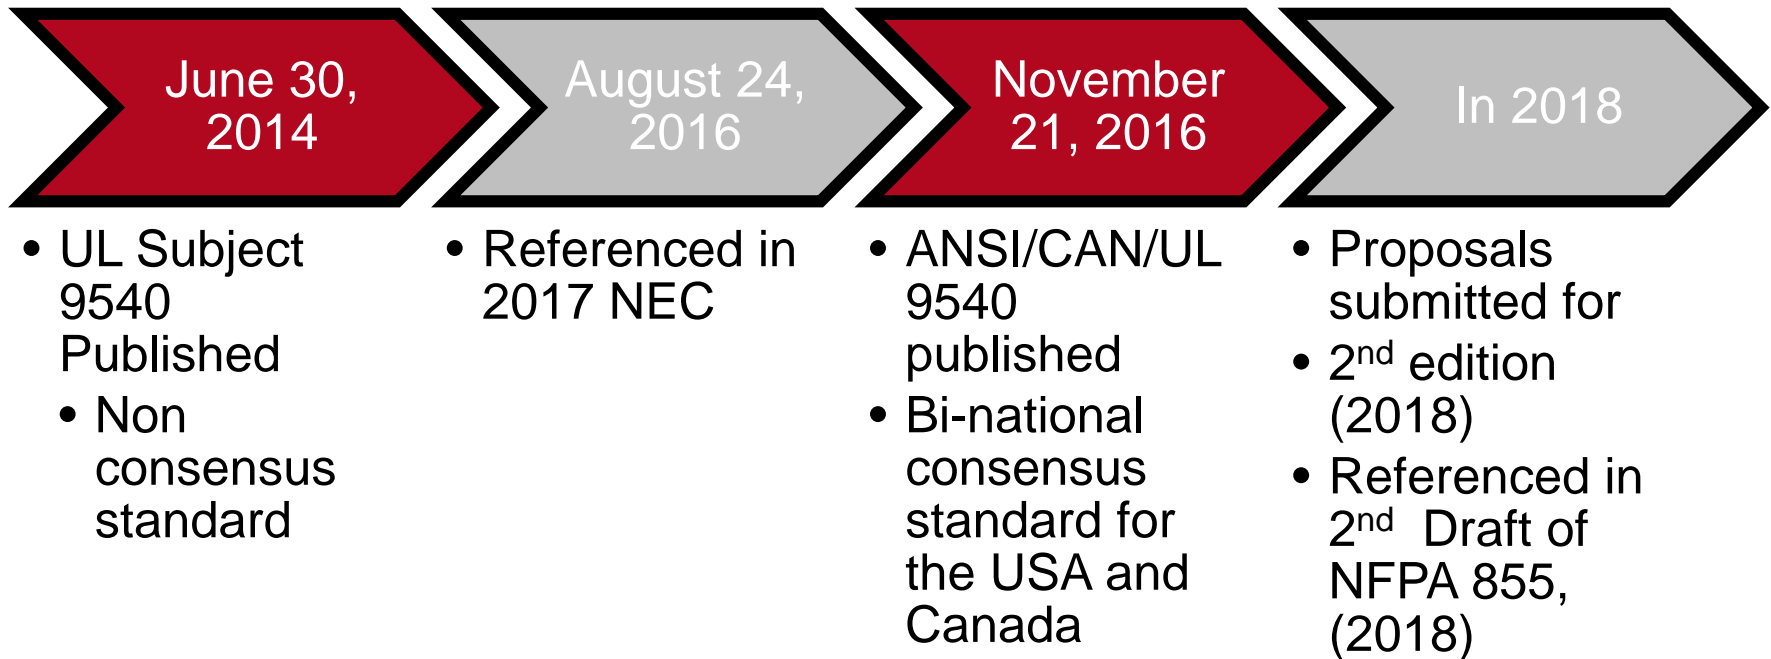 June 30,
2014
• UL Subject
9540
Published
• Non
consensus
standard
August 24,
2016
• Referenced in
2017 NEC
November
21, 2016
• ANSI/CAN/UL
9540
published
• Bi-national
consensus
standard for
the USA and
Canada
In 2018
• Proposals
submitted for
• 2nd edition
(2018)
• Referenced in
2nd Draft of
NFPA 855,
(2018)